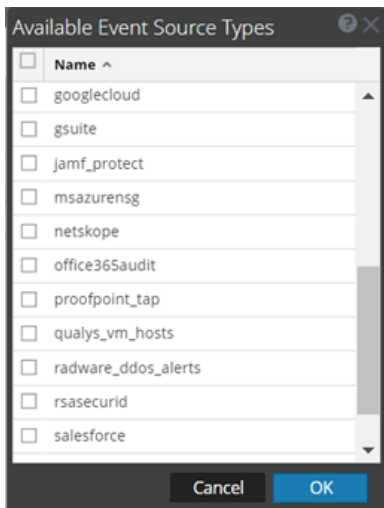 Available Event Source Types
Name
googlecloud
gsuite
jamf_protect
msazurensg
netskope
office365audit
proofpoint_tap
qualys_vm_hosts
radware_ddos_alerts
rsasecurid
salesforce
Cancel OK